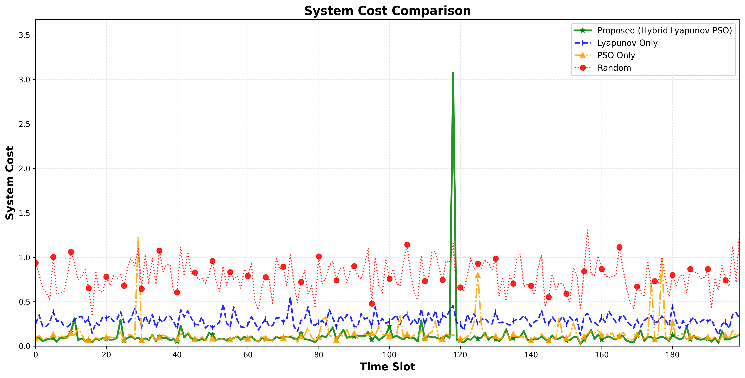 System Cost Comparison
Proposed (Hybrid Lyapunov PSO)
Lyapunov Only
PSO Only
Random
System Cost
3.5
3.0
2.5
2.0
1.5
1.0
0.5
0.0
0 20 40 60 80 100 120 140 160 180
Time Slot